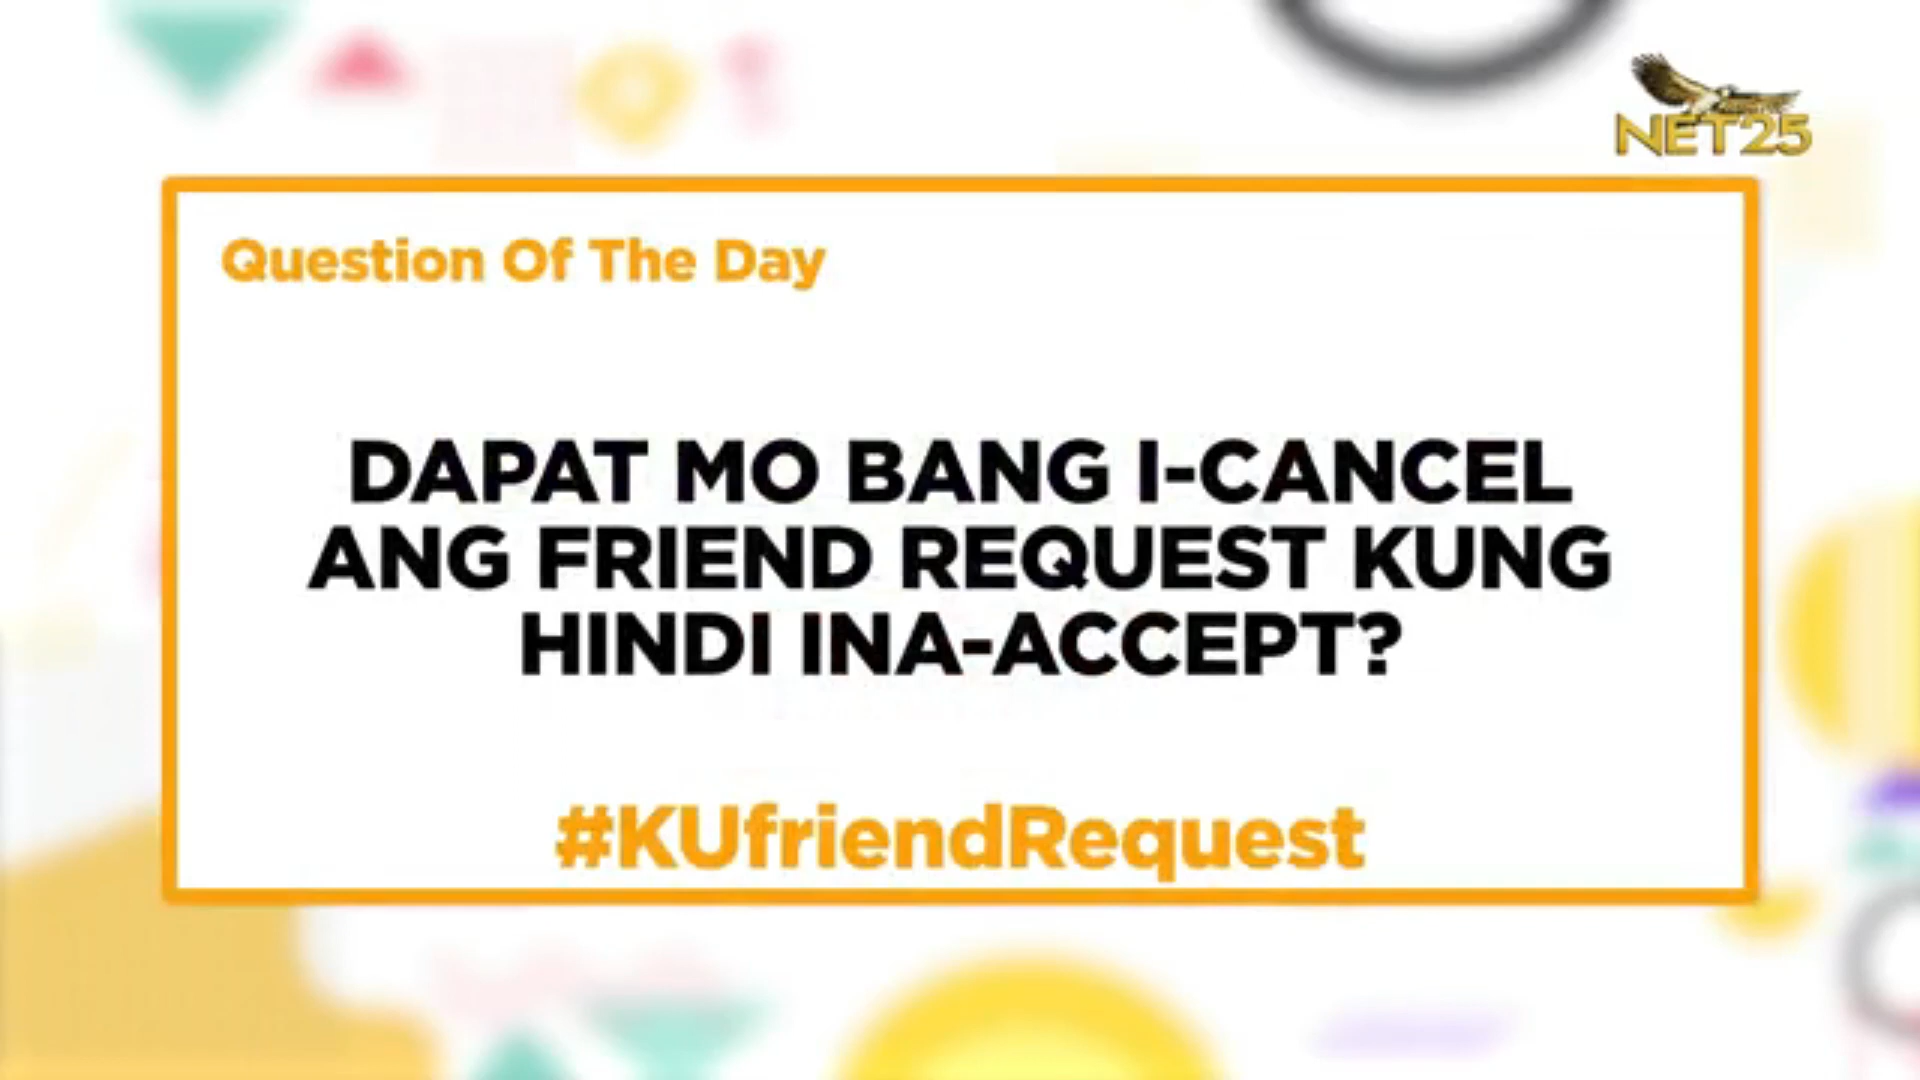 NET25
Question Of The Day
DAPAT MO BANG I-CANCEL
ANG FRIEND REQUEST KUNG
HINDI INA-ACCEPT?
#KUfriendRequest